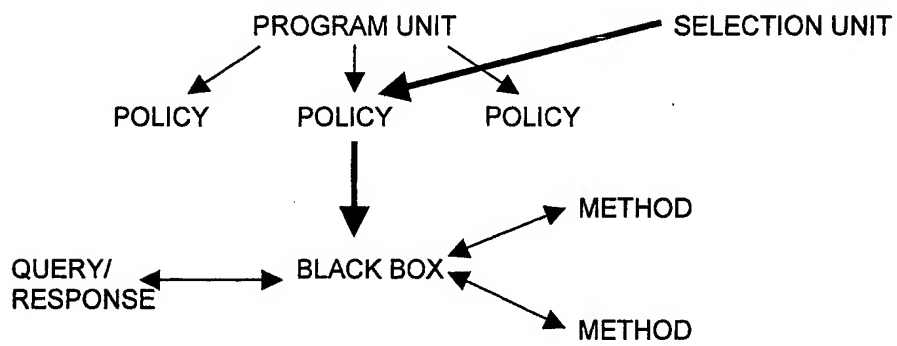 PROGRAM UNIT SELECTION UNIT
POLICY POLICY POLICY
METHOD
QUERY/ BLACK BOX
RESPONSE
METHOD